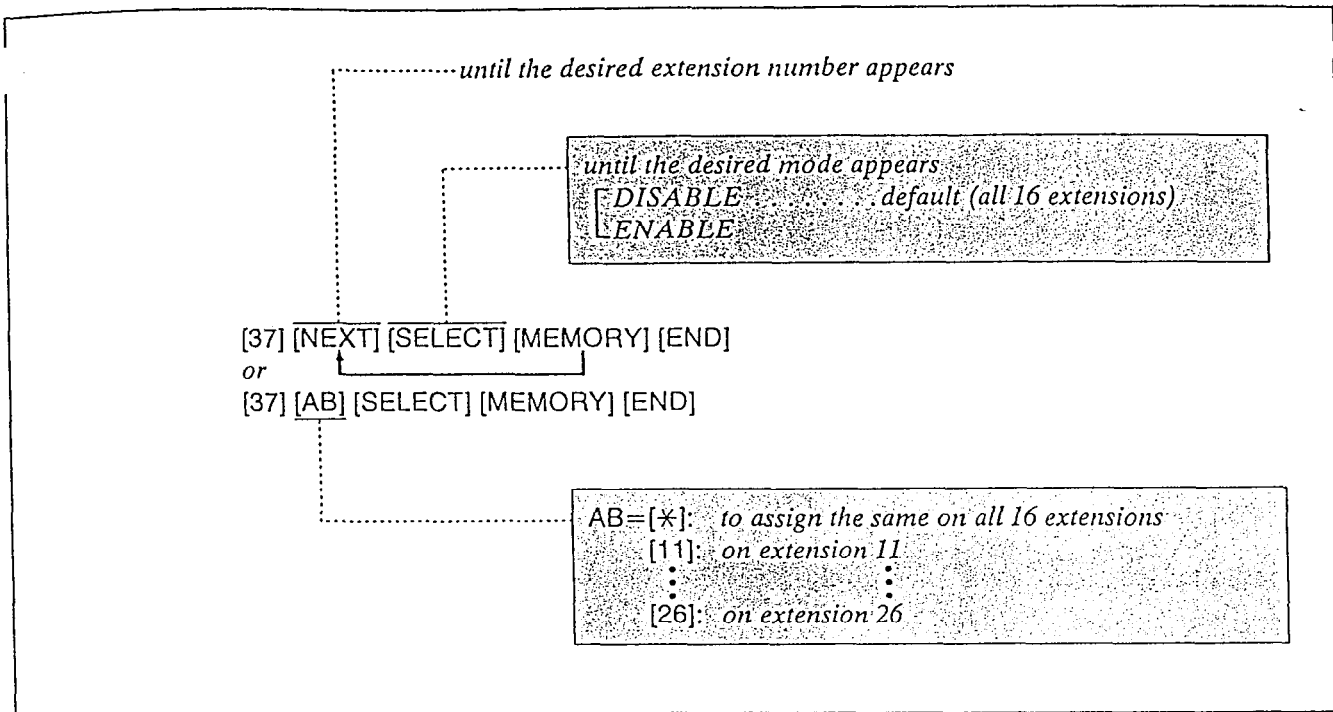 until the desired extension number appears
until the desired mode appears
DISABLE . . . . . . . . default (all 16 extensions)
ENABLE
[37] [NEXT] [SELECT] [MEMORY] [END]
or
[37] [AB] [SELECT] [MEMORY] [END]
AB=[*]: to assign the same on all 16 extensions
[11]: on extension 11
[26]: on extension 26